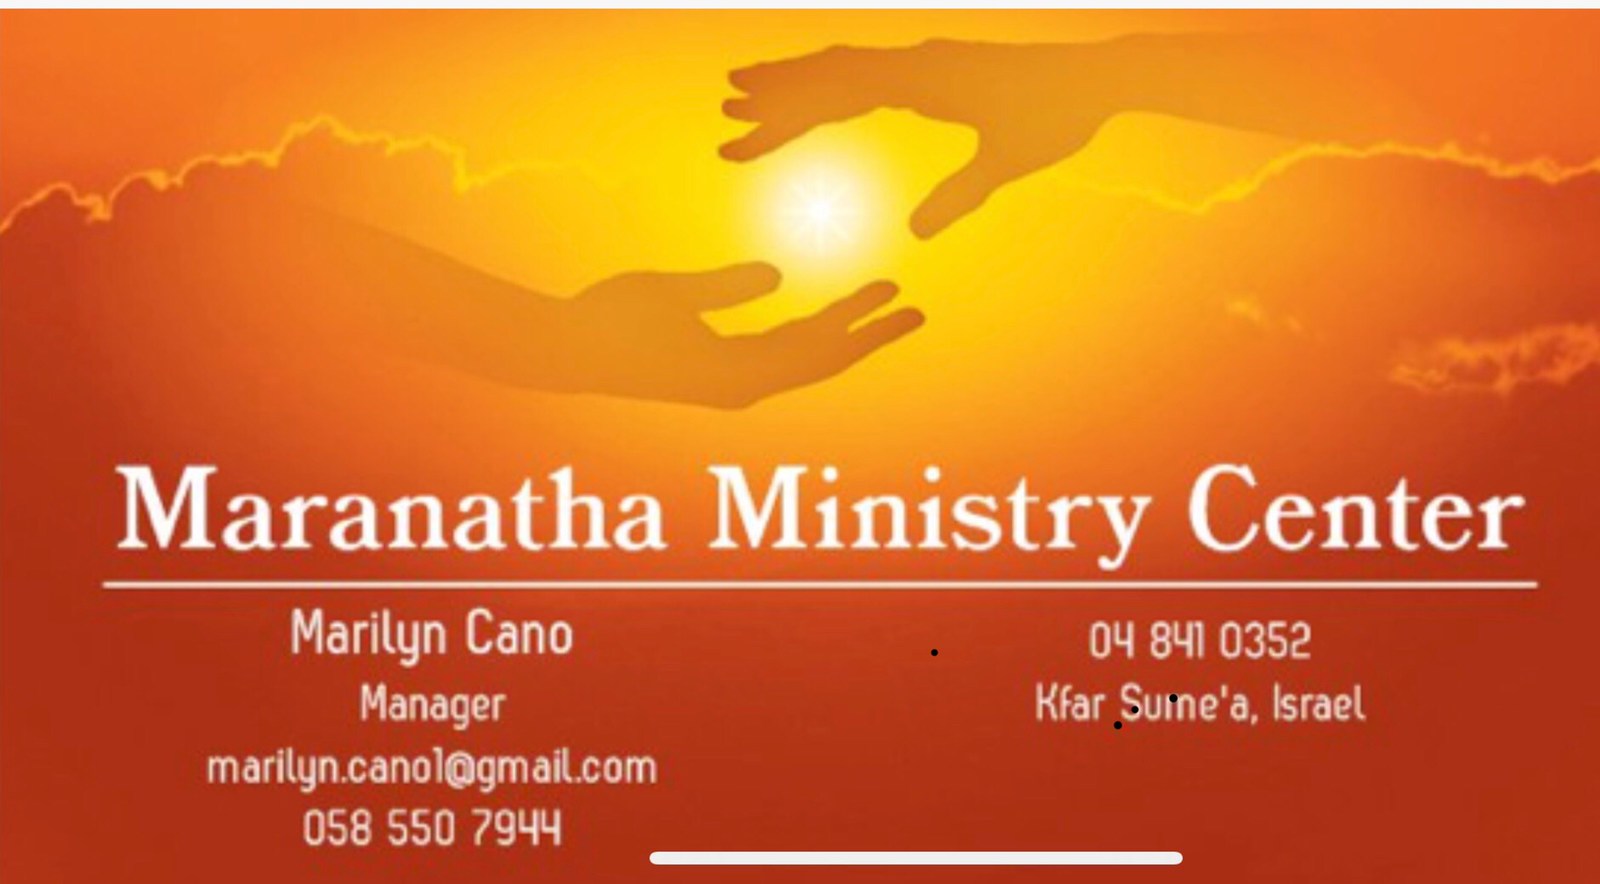 Maranatha Ministry Center
Marilyn Cano
Manager
marilyn.cano1@gmail.com
058 550 7944
04 841 0352
Kfar Sume'a, Israel